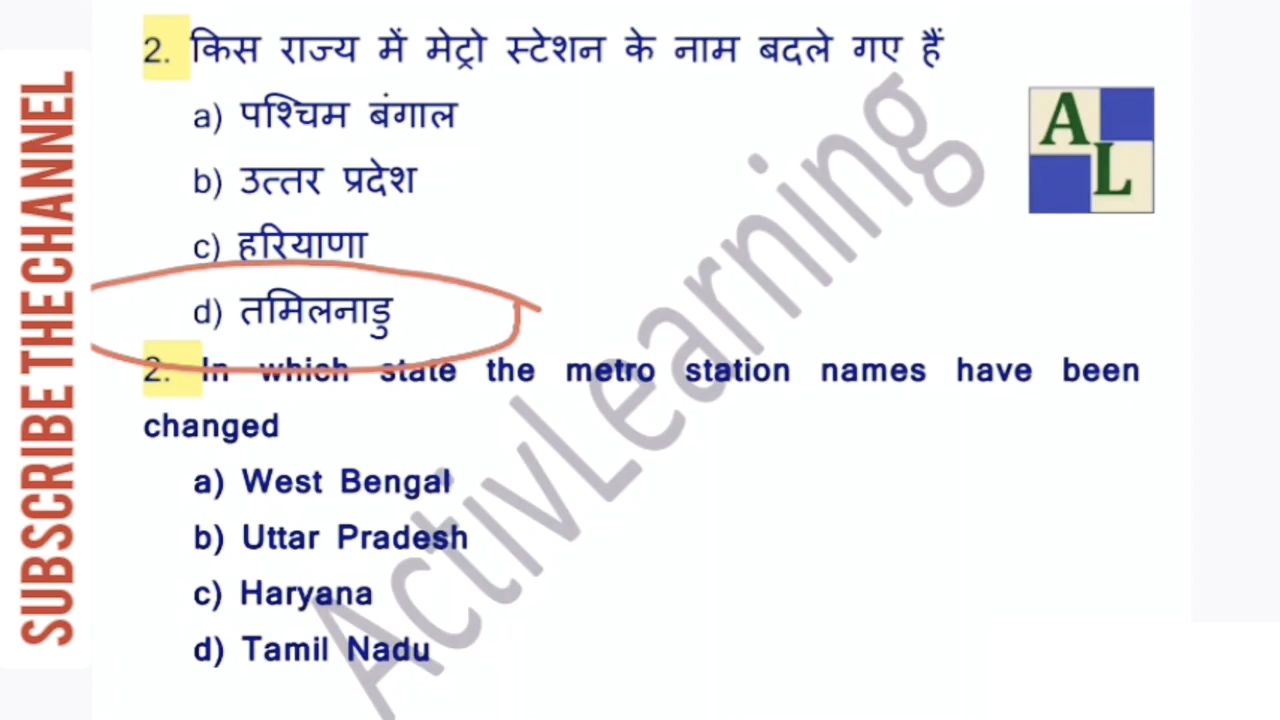 SUBSCRIBE THE CHANNEL
2. किस राज्य में मेट्रो स्टेशन के नाम बदले गए हैं
a) पश्चिम बंगाल
b) उत्तर प्रदेश
c) हरियाणा
d) तमिलनाडु
2. In which state the metro station names have been
changed
a) West Bengal
b) Uttar Pradesh
c) Haryana
d) Tamil Nadu
ActivLearning
A
L